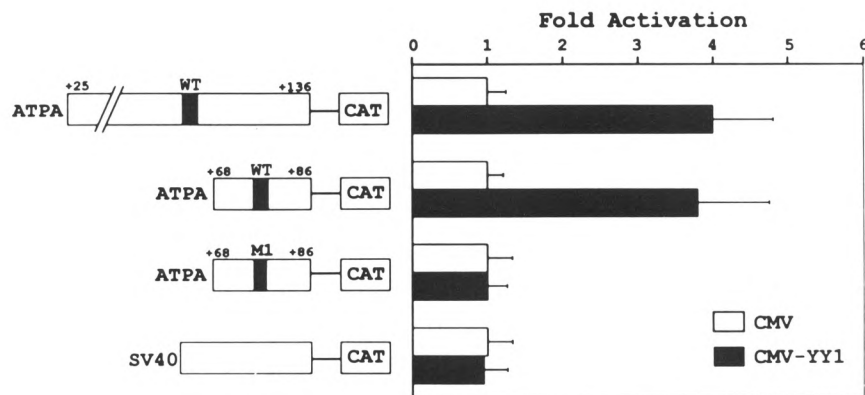 Fold Activation
0 1 2 3 4 5 6
+25 WT +136
ATPA CAT
+68 WT +86
ATPA CAT
+68 M1 +86
ATPA CAT
SV40 CAT
CMV
CMV-YY1